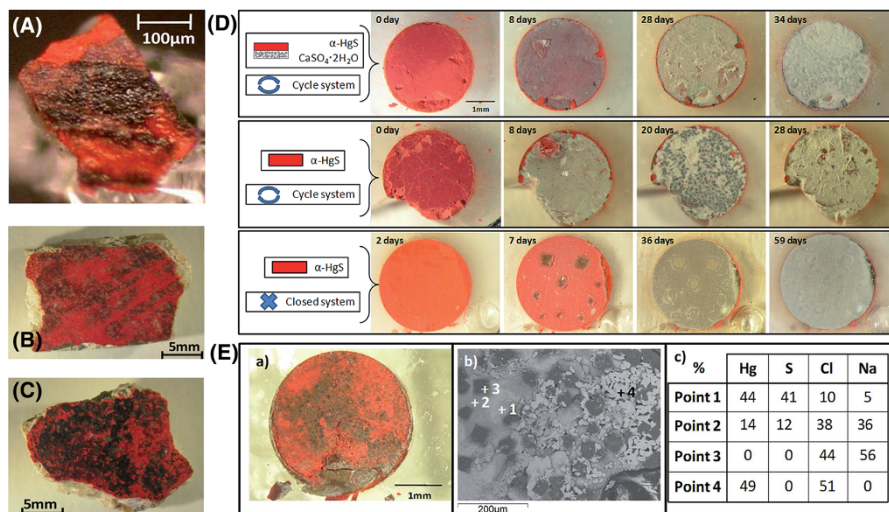 (A)
100µm
(B)
5mm
(C)
5mm
(D)
α-HgS
CaSO₄·2H₂O
Cycle system
0 day
1mm
8 days
28 days
34 days
α-HgS
Cycle system
0 day
8 days
20 days
28 days
α-HgS
Closed system
2 days
7 days
36 days
59 days
(E)
a)
1mm
b)
+3
+2 +1
+4
200µm
c) % Hg S Cl Na
Point 1 44 41 10 5
Point 2 14 12 38 36
Point 3 0 0 44 56
Point 4 49 0 51 0